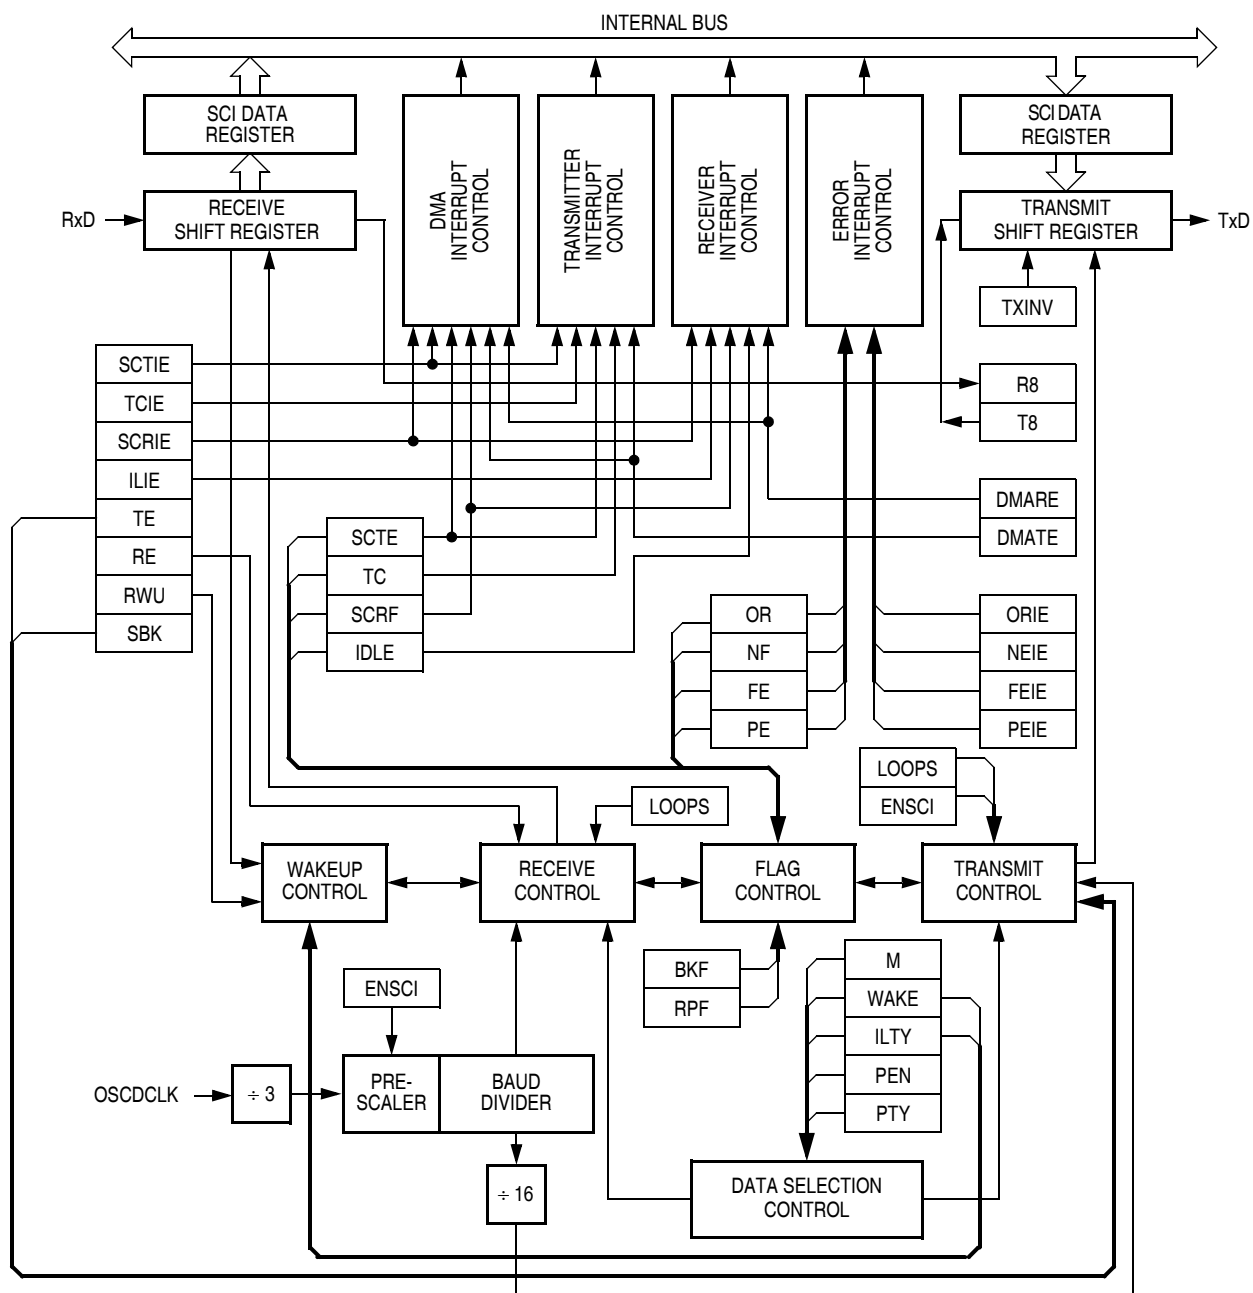 INTERNAL BUS
SCI DATA
REGISTER
SCI DATA
REGISTER
DMA
INTERRUPT
CONTROL
TRANSMITTER
INTERRUPT
CONTROL
RECEIVER
INTERRUPT
CONTROL
ERROR
INTERRUPT
CONTROL
RxD
RECEIVE
SHIFT REGISTER
TRANSMIT
SHIFT REGISTER
TxD
TXINV
SCTIE
TCIE
SCRIE
ILIE
TE
RE
RWU
SBK
R8
T8
DMARE
DMATE
SCTE
TC
SCRF
IDLE
OR
NF
FE
PE
ORIE
NEIE
FEIE
PEIE
LOOPS
ENSCI
LOOPS
WAKEUP
CONTROL
RECEIVE
CONTROL
FLAG
CONTROL
TRANSMIT
CONTROL
BKF
RPF
M
WAKE
ILTY
PEN
PTY
ENSCI
OSCDCLK
÷ 3
PRE-
SCALER
BAUD
DIVIDER
÷ 16
DATA SELECTION
CONTROL